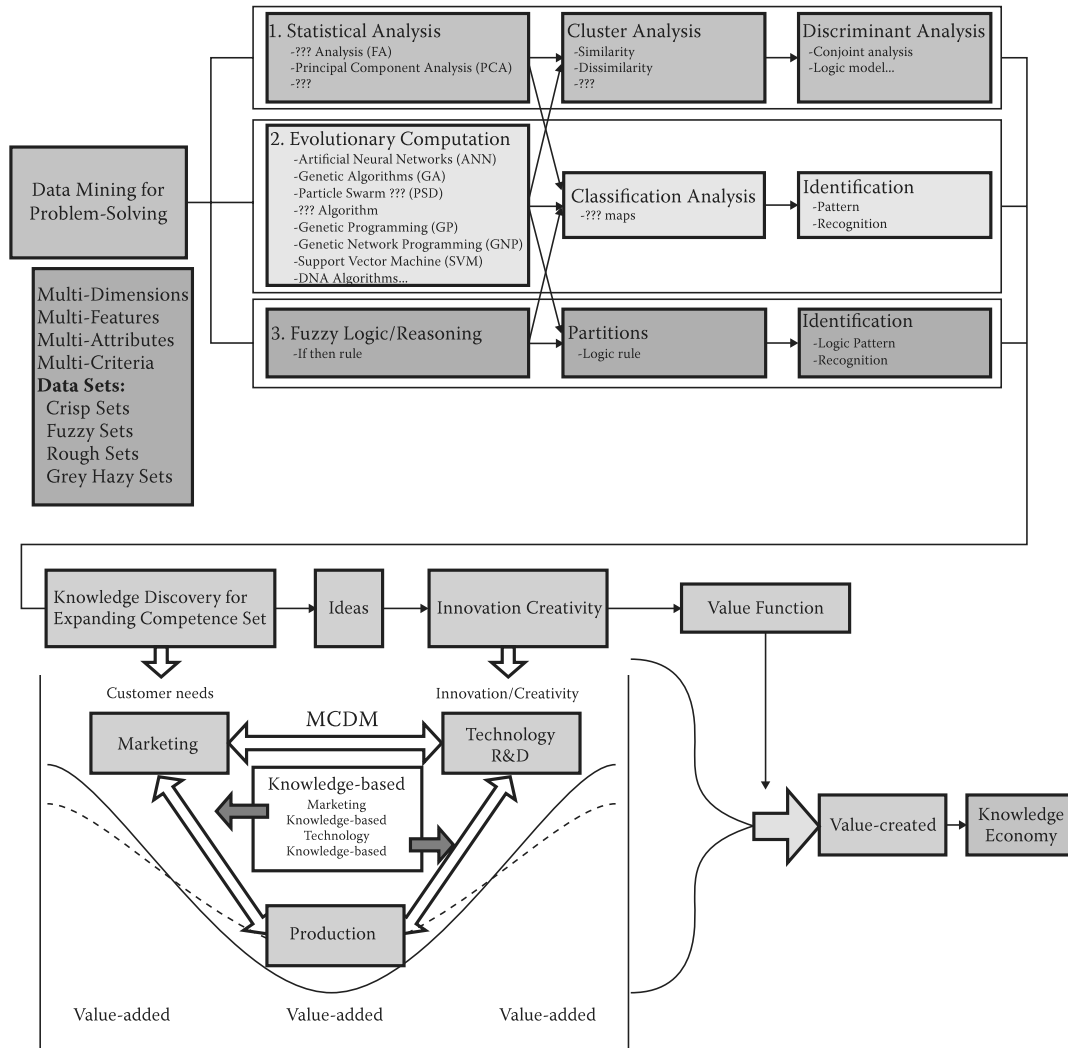 1. Statistical Analysis
-??? Analysis (FA)
-Principal Component Analysis (PCA)
-???
Cluster Analysis
-Similarity
-Dissimilarity
-???
Discriminant Analysis
-Conjoint analysis
-Logic model...
Data Mining for
Problem-Solving
2. Evolutionary Computation
-Artificial Neural Networks (ANN)
-Genetic Algorithms (GA)
-Particle Swarm ??? (PSD)
-??? Algorithm
-Genetic Programming (GP)
-Genetic Network Programming (GNP)
-Support Vector Machine (SVM)
-DNA Algorithms...
Classification Analysis
-??? maps
Identification
-Pattern
-Recognition
Multi-Dimensions
Multi-Features
Multi-Attributes
Multi-Criteria
Data Sets:
Crisp Sets
Fuzzy Sets
Rough Sets
Grey Hazy Sets
3. Fuzzy Logic/Reasoning
-If then rule
Partitions
-Logic rule
Identification
-Logic Pattern
-Recognition
Knowledge Discovery for
Expanding Competence Set
Ideas
Innovation Creativity
Value Function
Customer needs
Innovation/Creativity
Marketing
MCDM
Technology
R&D
Knowledge-based
Marketing
Knowledge-based
Technology
Knowledge-based
Production
Value-created
Knowledge
Economy
Value-added
Value-added
Value-added